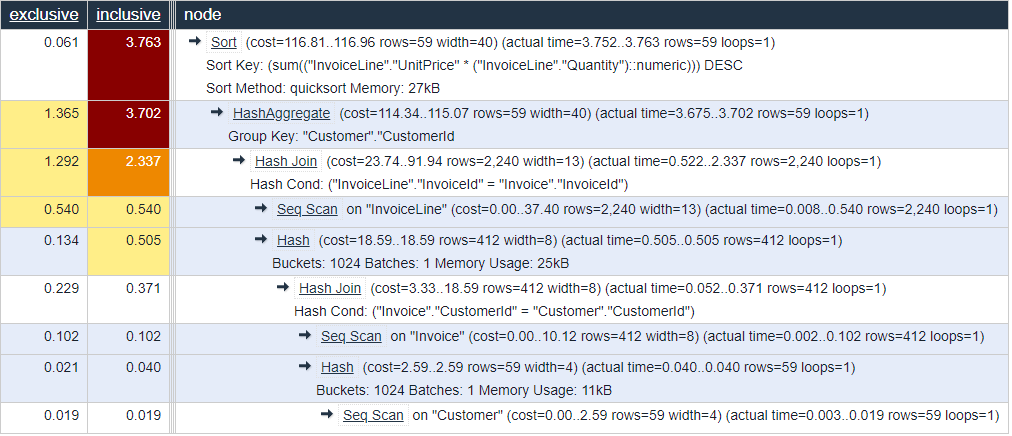 exclusive inclusive node
0.061 3.763 → Sort (cost=116.81..116.96 rows=59 width=40) (actual time=3.752..3.763 rows=59 loops=1)
Sort Key: (sum(("InvoiceLine"."UnitPrice" * ("InvoiceLine"."Quantity")::numeric))) DESC
Sort Method: quicksort Memory: 27kB
1.365 3.702 → HashAggregate (cost=114.34..115.07 rows=59 width=40) (actual time=3.675..3.702 rows=59 loops=1)
Group Key: "Customer"."CustomerId
1.292 2.337 → Hash Join (cost=23.74..91.94 rows=2,240 width=13) (actual time=0.522..2.337 rows=2,240 loops=1)
Hash Cond: ("InvoiceLine"."InvoiceId" = "Invoice"."InvoiceId")
0.540 0.540 → Seq Scan on "InvoiceLine" (cost=0.00..37.40 rows=2,240 width=13) (actual time=0.008..0.540 rows=2,240 loops=1)
0.134 0.505 → Hash (cost=18.59..18.59 rows=412 width=8) (actual time=0.505..0.505 rows=412 loops=1)
Buckets: 1024 Batches: 1 Memory Usage: 25kB
0.229 0.371 → Hash Join (cost=3.33..18.59 rows=412 width=8) (actual time=0.052..0.371 rows=412 loops=1)
Hash Cond: ("Invoice"."CustomerId" = "Customer"."CustomerId")
0.102 0.102 → Seq Scan on "Invoice" (cost=0.00..10.12 rows=412 width=8) (actual time=0.002..0.102 rows=412 loops=1)
0.021 0.040 → Hash (cost=2.59..2.59 rows=59 width=4) (actual time=0.040..0.040 rows=59 loops=1)
Buckets: 1024 Batches: 1 Memory Usage: 11kB
0.019 0.019 → Seq Scan on "Customer" (cost=0.00..2.59 rows=59 width=4) (actual time=0.003..0.019 rows=59 loops=1)